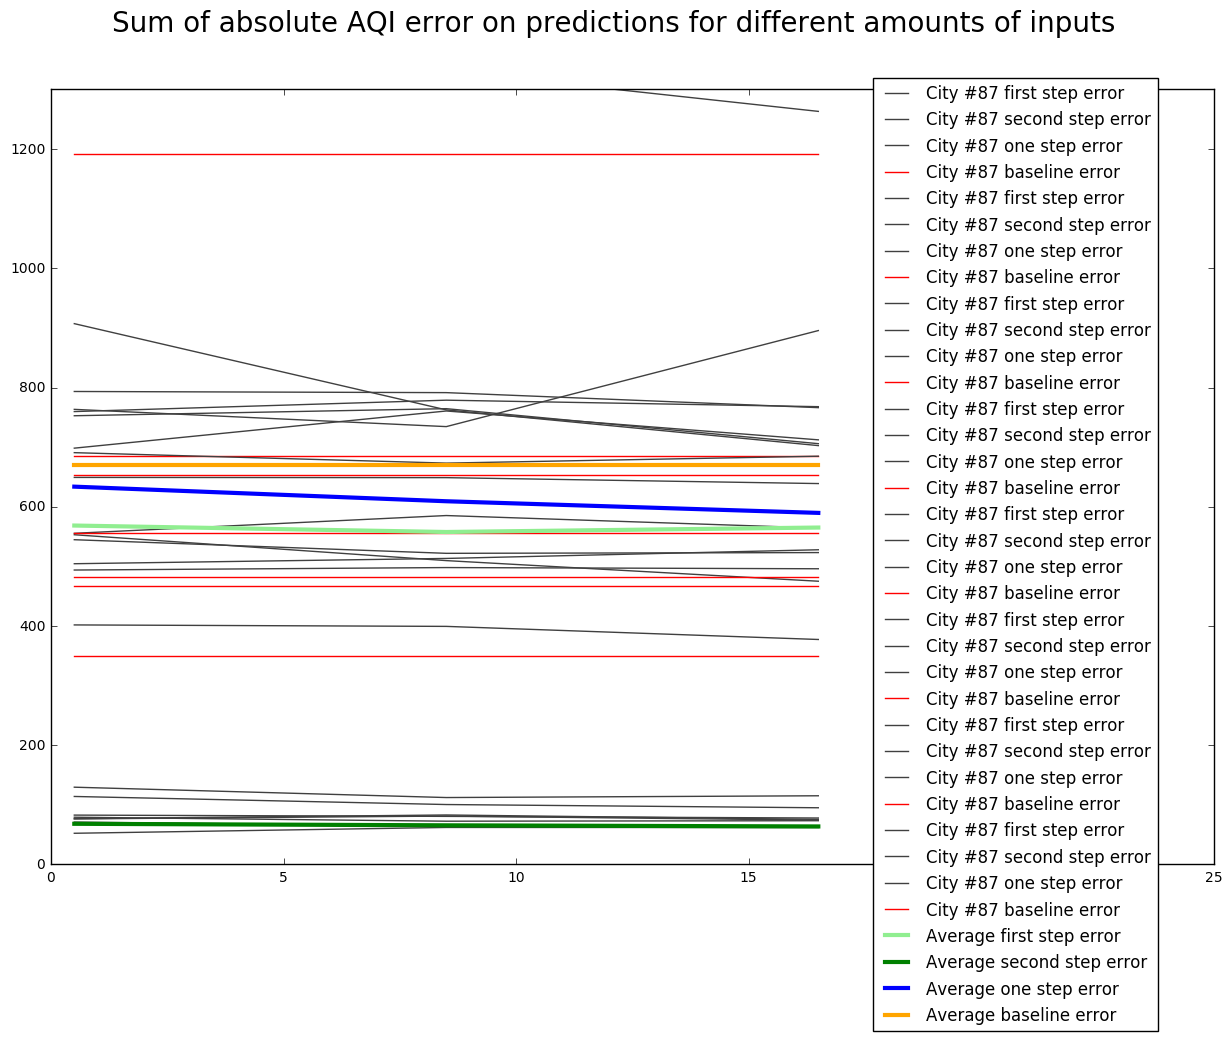 Sum of absolute AQI error on predictions for different amounts of inputs
1200
1000
800
600
400
200
0
0
5
10
15
25
City #87 first step error
City #87 second step error
City #87 one step error
City #87 baseline error
City #87 first step error
City #87 second step error
City #87 one step error
City #87 baseline error
City #87 first step error
City #87 second step error
City #87 one step error
City #87 baseline error
City #87 first step error
City #87 second step error
City #87 one step error
City #87 baseline error
City #87 first step error
City #87 second step error
City #87 one step error
City #87 baseline error
City #87 first step error
City #87 second step error
City #87 one step error
City #87 baseline error
City #87 first step error
City #87 second step error
City #87 one step error
City #87 baseline error
City #87 first step error
City #87 second step error
City #87 one step error
City #87 baseline error
Average first step error
Average second step error
Average one step error
Average baseline error